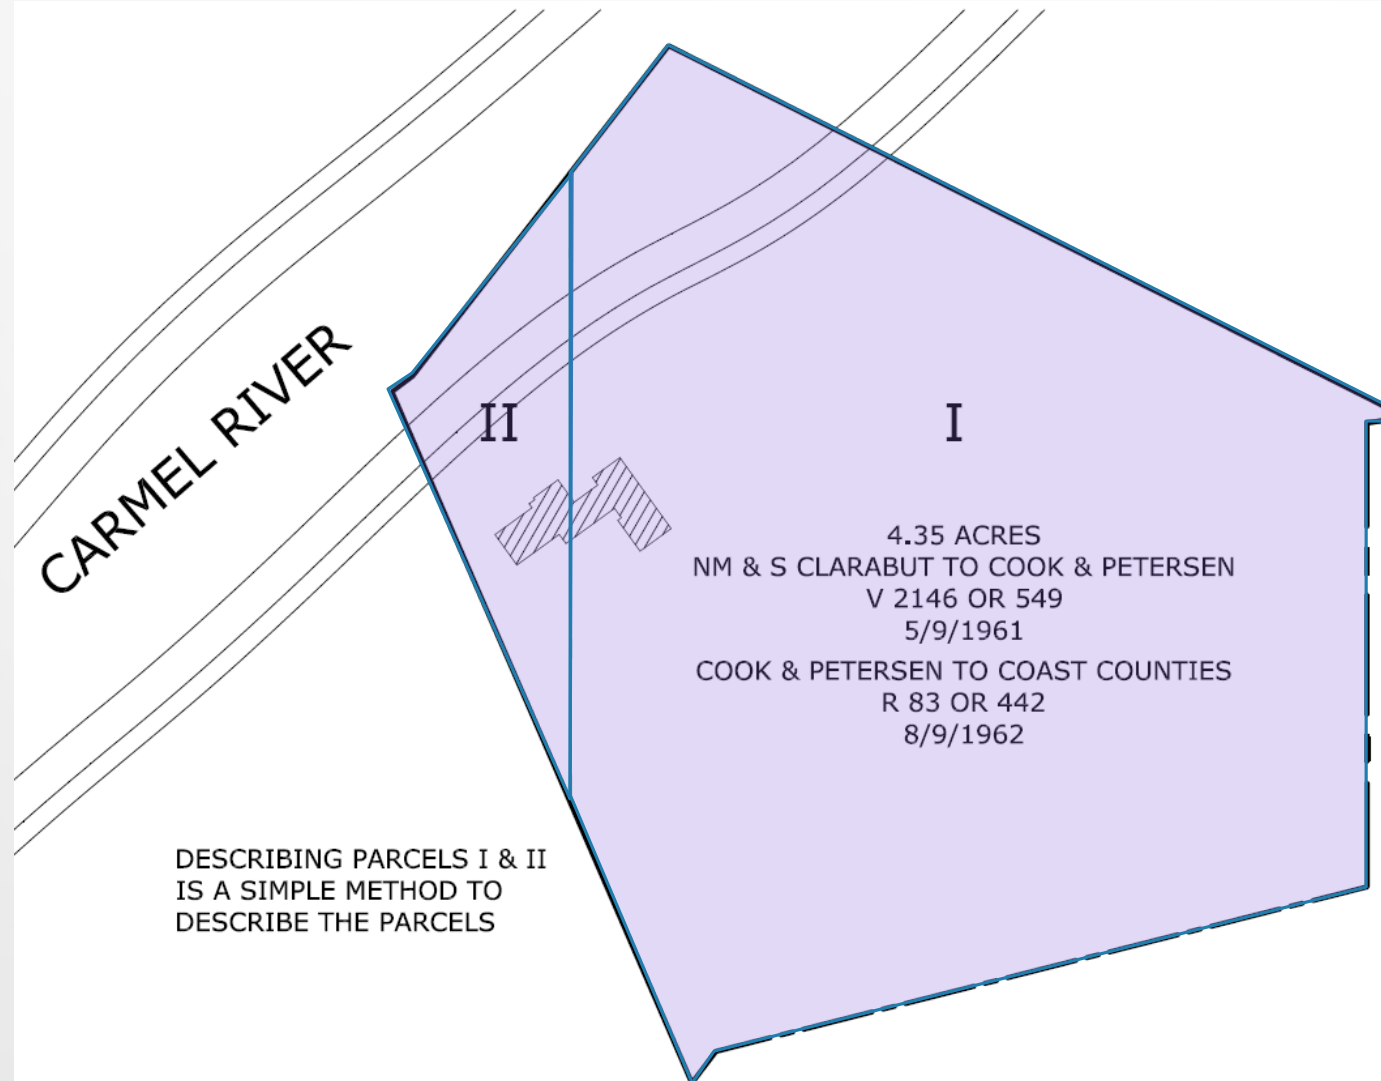 CARMEL RIVER
II
I
4.35 ACRES
NM & S CLARABUT TO COOK & PETERSEN
V 2146 OR 549
5/9/1961
COOK & PETERSEN TO COAST COUNTIES
R 83 OR 442
8/9/1962
DESCRIBING PARCELS I & II
IS A SIMPLE METHOD TO
DESCRIBE THE PARCELS